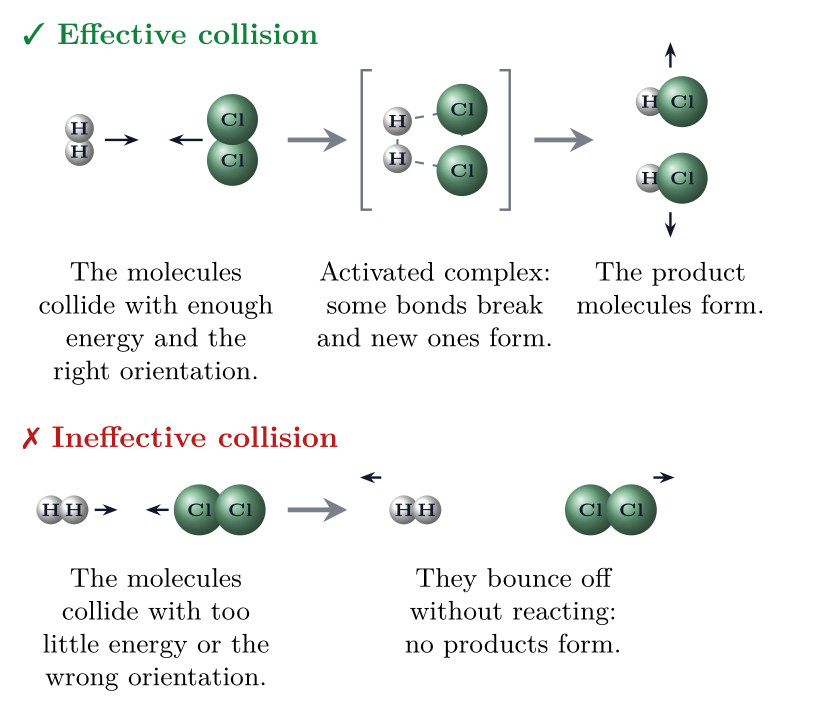 ✓ Effective collision
H
H
Cl
Cl
H
H
Cl
Cl
H Cl
H Cl
The molecules
collide with enough
energy and the
right orientation.
Activated complex:
some bonds break
and new ones form.
The product
molecules form.
✗ Ineffective collision
H H
Cl Cl
H H
Cl Cl
The molecules
collide with too
little energy or the
wrong orientation.
They bounce off
without reacting:
no products form.